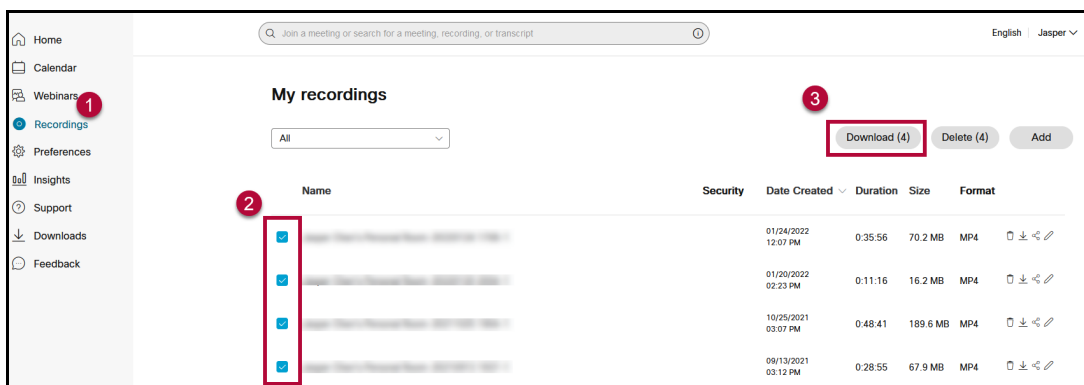 Home
Calendar
Webinars
1
Recordings
Preferences
Insights
Support
Downloads
Feedback
Join a meeting or search for a meeting, recording, or transcript
English Jasper
My recordings
3
All
Download (4) Delete (4) Add
Name Security Date Created Duration Size Format
2
01/24/2022
12:07 PM
0:35:56 70.2 MB MP4
01/20/2022
02:23 PM
0:11:16 16.2 MB MP4
10/25/2021
03:07 PM
0:48:41 189.6 MB MP4
09/13/2021
03:12 PM
0:28:55 67.9 MB MP4